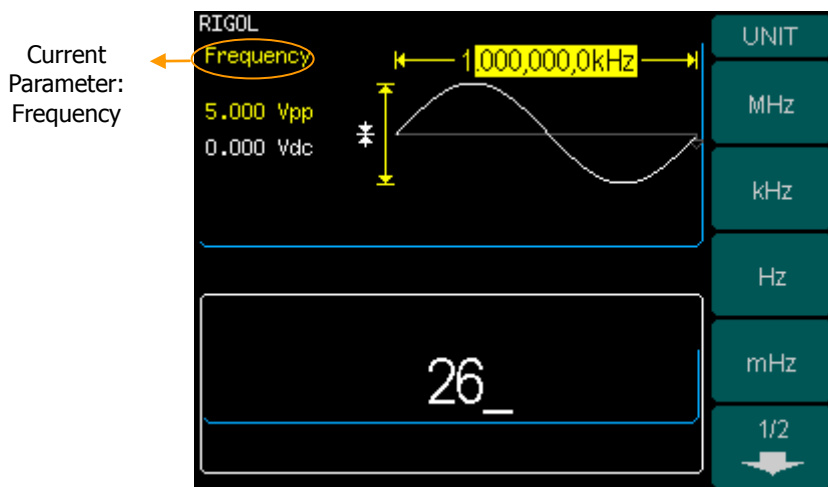 Current
Parameter:
Frequency
RIGOL
Frequency
1.000,000,0kHz
5.000 Vpp
0.000 Vdc
26_
UNIT
MHz
kHz
Hz
mHz
1/2